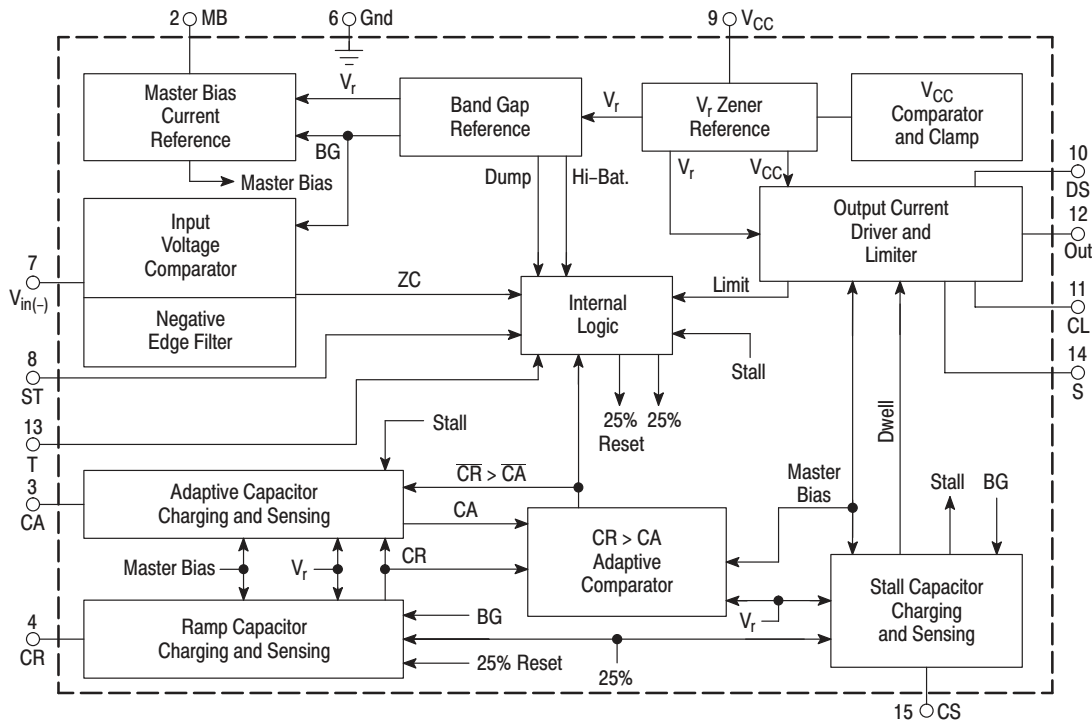 2 MB
6 Gnd
9 VCC
Master Bias
Current
Reference
Vr
BG
Master Bias
Band Gap
Reference
Vr
Vr Zener
Reference
VCC
Comparator
and Clamp
Dump
Hi–Bat.
Vr
VCC
10
DS
Input
Voltage
Comparator
Negative
Edge Filter
7
Vin(–)
ZC
Internal
Logic
Limit
Output Current
Driver and
Limiter
12
Out
11
CL
14
S
8
ST
Stall
25%
Reset
25%
13
T
Stall
Dwell
3
CA
Adaptive Capacitor
Charging and Sensing
CR > CA
CA
CR
Master Bias
Vr
CR > CA
Adaptive
Comparator
Master
Bias
Stall
BG
4
CR
Ramp Capacitor
Charging and Sensing
BG
25% Reset
25%
Vr
Stall Capacitor
Charging
and Sensing
15 CS